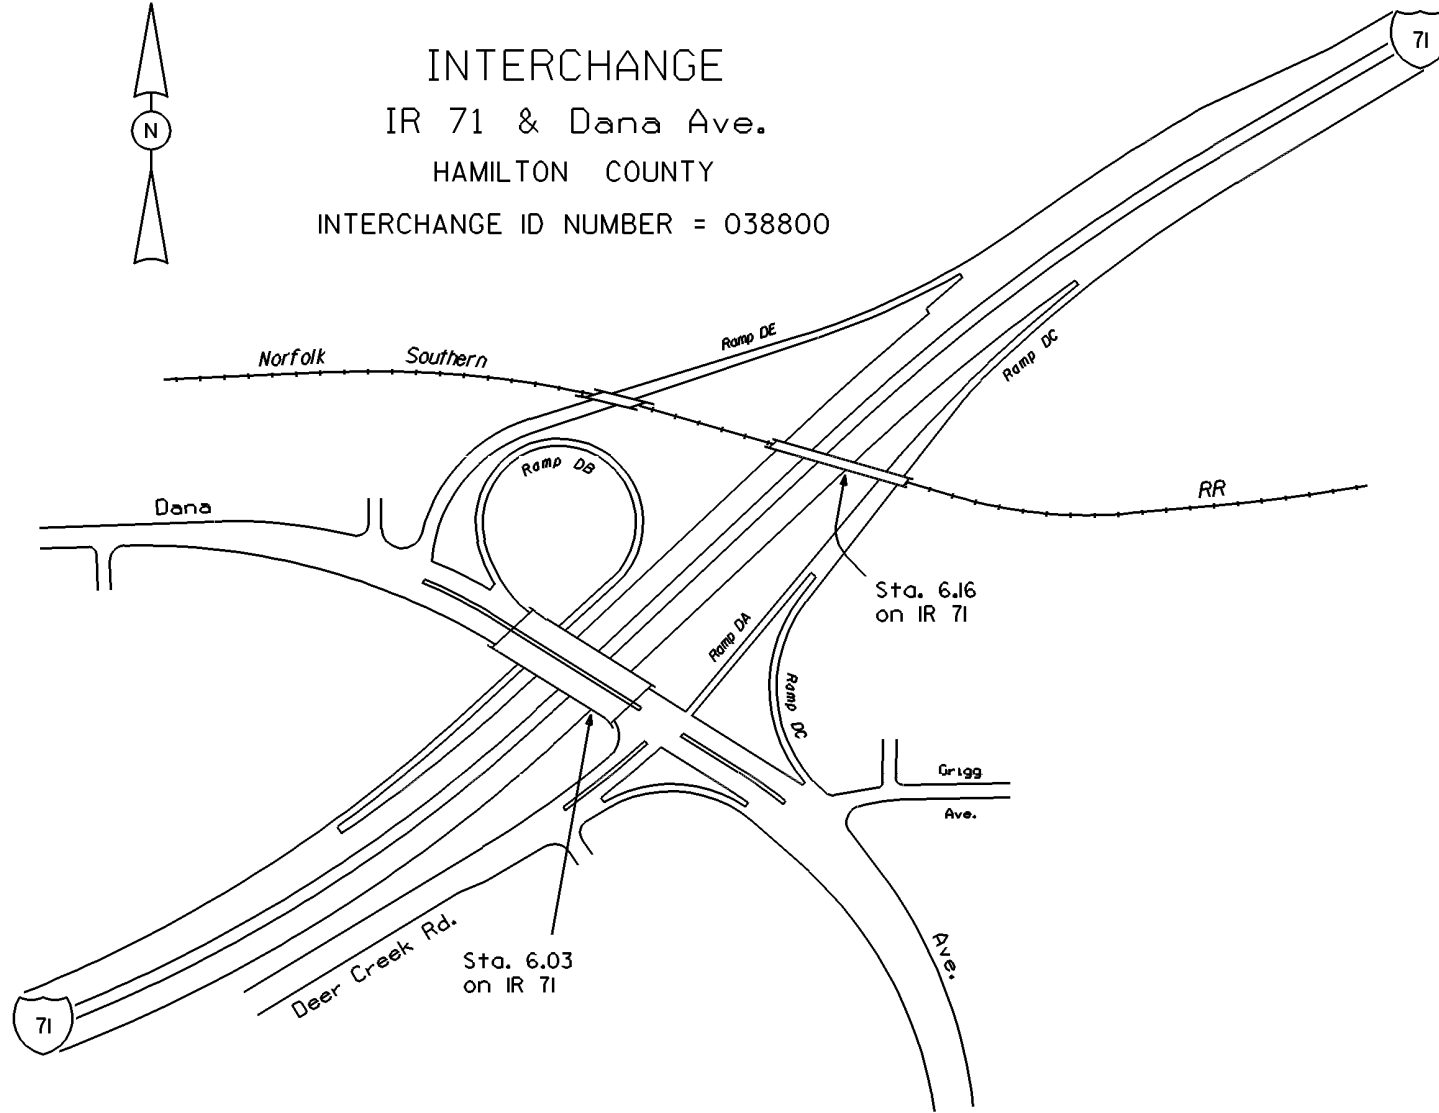 INTERCHANGE
IR 71 & Dana Ave.
HAMILTON COUNTY
INTERCHANGE ID NUMBER = 038800
71
N
Norfolk Southern
Ramp DE
Ramp DC
Ramp DB
Dana
RR
Sta. 6.16
on IR 71
Ramp DA
Ramp DC
Grigg
Ave.
Deer Creek Rd.
Sta. 6.03
on IR 71
Ave.
71